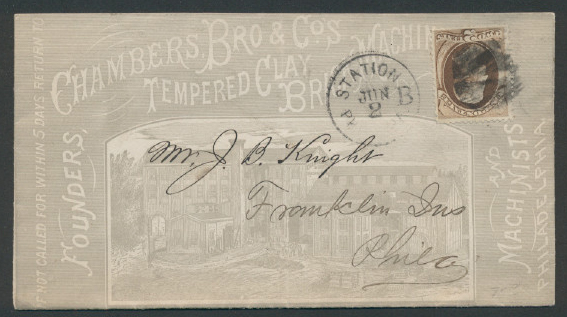 IF NOT CALLED FOR WITHIN 5 DAYS RETURN TO
CHAMBERS BRO & CO'S
TEMPERED CLAY
BRI
MACHIN
FOUNDERS,
AND
MACHINISTS
PHILADELPHIA
STATION
JUN
2
B
P
Mr. J. B. Knight
Franklin Ins
Phila